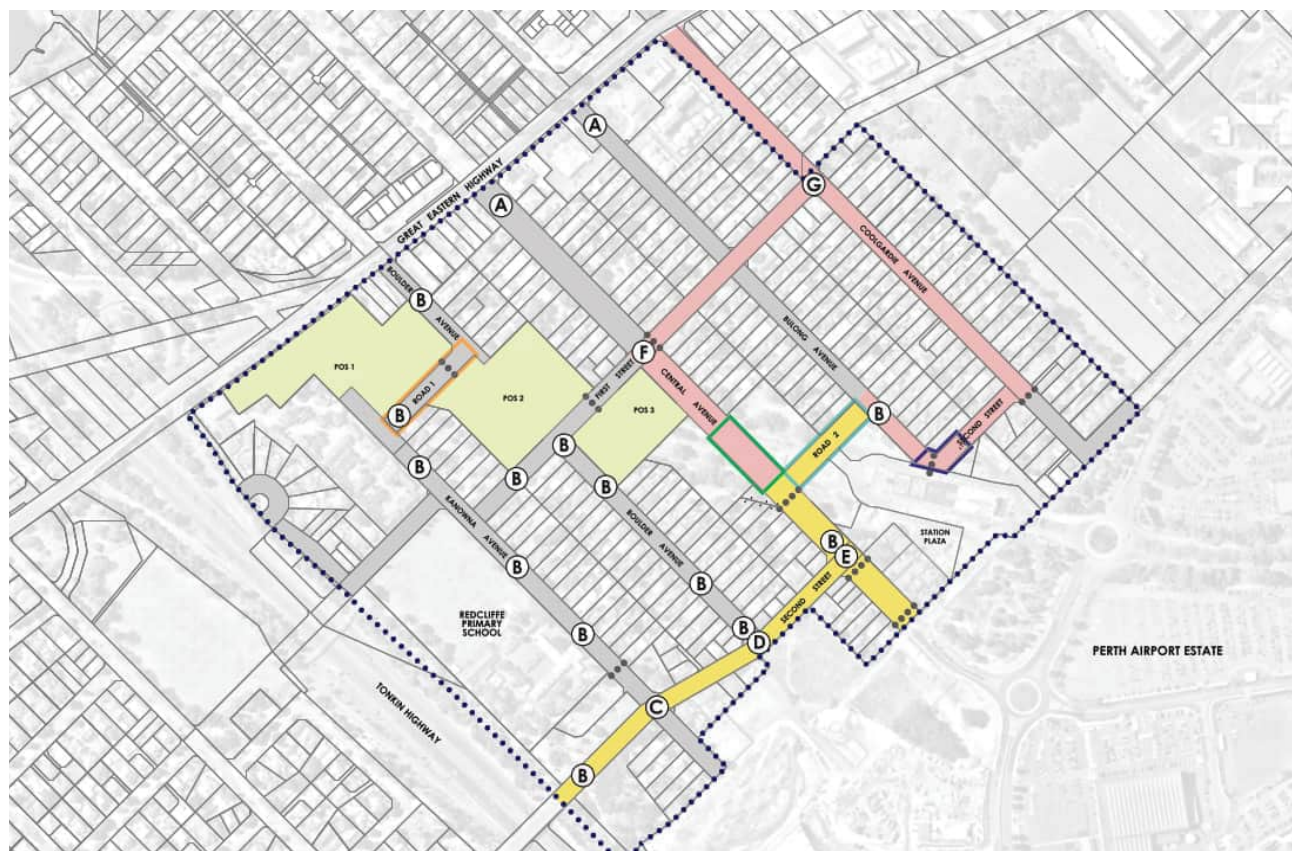 A
GREAT EASTERN HIGHWAY
G
A
COOLGARDIE AVENUE
BOULDER AVENUE
B
BULONG AVENUE
F
POS 1
ROAD 1
FIRST STREET
CENTRAL AVENUE
POS 2
POS 3
B
B
SECOND STREET
ROAD 2
B
B
B
B
KANOWNA AVENUE
BOULDER AVENUE
STATION
PLAZA
B
E
B
B
SECOND STREET
REDCLIFFE
PRIMARY
SCHOOL
B
B
D
PERTH AIRPORT ESTATE
TONKIN HIGHWAY
C
B